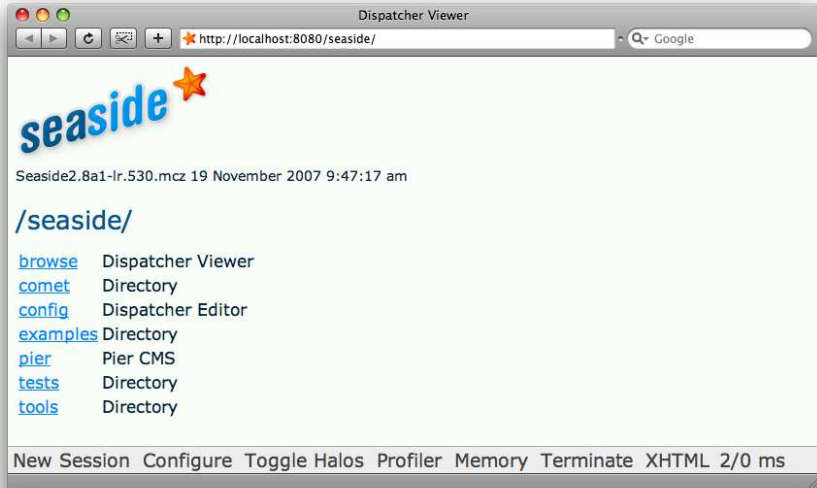 Dispatcher Viewer
http://localhost:8080/seaside/
Google
seaside
Seaside2.8a1-lr.530.mcz 19 November 2007 9:47:17 am
/seaside/
browse Dispatcher Viewer
comet Directory
config Dispatcher Editor
examples Directory
pier Pier CMS
tests Directory
tools Directory
New Session Configure Toggle Halos Profiler Memory Terminate XHTML 2/0 ms